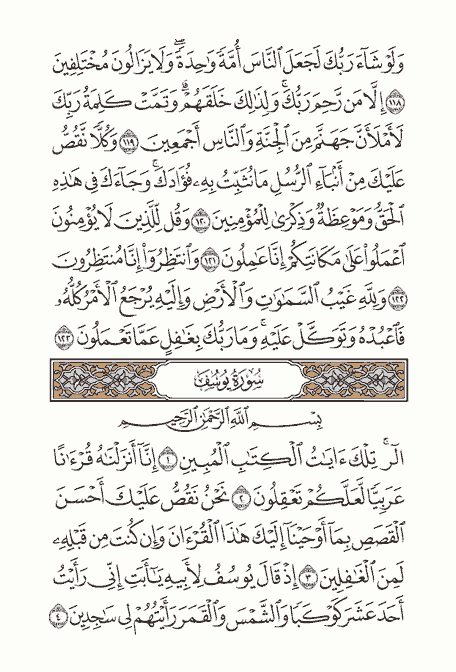 وَلَوْ شَآءَ رَبُّكَ لَجَعَلَ ٱلنَّاسَ أُمَّةً وَٰحِدَةً ۖ وَلَا يَزَالُونَ مُخْتَلِفِينَ
١١٨ إِلَّا مَن رَّحِمَ رَبُّكَ ۚ وَلِذَٰلِكَ خَلَقَهُمْ ۗ وَتَمَّتْ كَلِمَةُ رَبِّكَ
لَأَمْلَأَنَّ جَهَنَّمَ مِنَ ٱلْجِنَّةِ وَٱلنَّاسِ أَجْمَعِينَ ١١٩ وَكُلًّا نَّقُصُّ
عَلَيْكَ مِنْ أَنۢبَآءِ ٱلرُّسُلِ مَا نُثَبِّتُ بِهِۦ فُؤَادَكَ ۚ وَجَآءَكَ فِى هَٰذِهِ
ٱلْحَقُّ وَمَوْعِظَةٌ وَذِكْرَىٰ لِلْمُؤْمِنِينَ ١٢٠ وَقُل لِّلَّذِينَ لَا يُؤْمِنُونَ
ٱعْمَلُوا۟ عَلَىٰ مَكَانَتِكُمْ إِنَّا عَٰمِلُونَ ١٢١ وَٱنتَظِرُوٓا۟ إِنَّا مُنتَظِرُونَ
١٢٢ وَلِلَّهِ غَيْبُ ٱلسَّمَٰوَٰتِ وَٱلْأَرْضِ وَإِلَيْهِ يُرْجَعُ ٱلْأَمْرُ كُلُّهُۥ
فَٱعْبُدْهُ وَتَوَكَّلْ عَلَيْهِ ۚ وَمَا رَبُّكَ بِغَٰفِلٍ عَمَّا تَعْمَلُونَ ١٢٣
سُورَةُ يُوسُفَ
بِسْمِ ٱللَّهِ ٱلرَّحْمَٰنِ ٱلرَّحِيمِ
الٓر ۚ تِلْكَ ءَايَٰتُ ٱلْكِتَٰبِ ٱلْمُبِينِ ١ إِنَّآ أَنزَلْنَٰهُ قُرْءَٰنًا
عَرَبِيًّا لَّعَلَّكُمْ تَعْقِلُونَ ٢ نَحْنُ نَقُصُّ عَلَيْكَ أَحْسَنَ
ٱلْقَصَصِ بِمَآ أَوْحَيْنَآ إِلَيْكَ هَٰذَا ٱلْقُرْءَانَ وَإِن كُنتَ مِن قَبْلِهِۦ
لَمِنَ ٱلْغَٰفِلِينَ ٣ إِذْ قَالَ يُوسُفُ لِأَبِيهِ يَٰٓأَبَتِ إِنِّى رَأَيْتُ
أَحَدَ عَشَرَ كَوْكَبًا وَٱلشَّمْسَ وَٱلْقَمَرَ رَأَيْتُهُمْ لِى سَٰجِدِينَ ٤